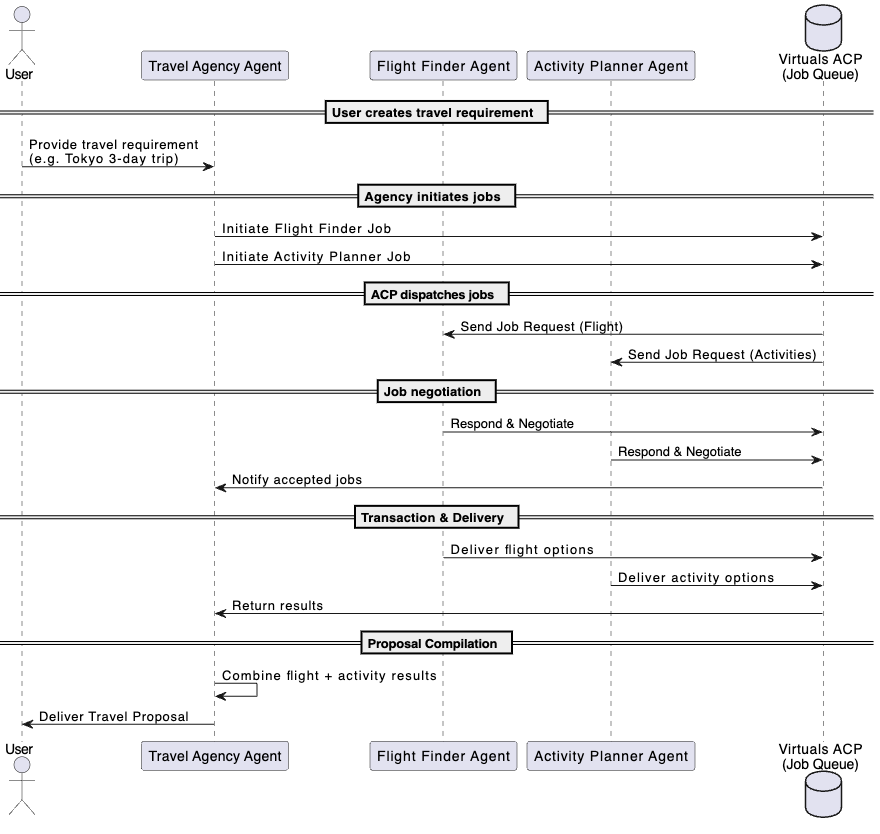 User
Travel Agency Agent
Flight Finder Agent
Activity Planner Agent
Virtuals ACP
(Job Queue)
User creates travel requirement
Provide travel requirement
(e.g. Tokyo 3-day trip)
Agency initiates jobs
Initiate Flight Finder Job
Initiate Activity Planner Job
ACP dispatches jobs
Send Job Request (Flight)
Send Job Request (Activities)
Job negotiation
Respond & Negotiate
Respond & Negotiate
Notify accepted jobs
Transaction & Delivery
Deliver flight options
Deliver activity options
Return results
Proposal Compilation
Combine flight + activity results
Deliver Travel Proposal
User
Travel Agency Agent
Flight Finder Agent
Activity Planner Agent
Virtuals ACP
(Job Queue)